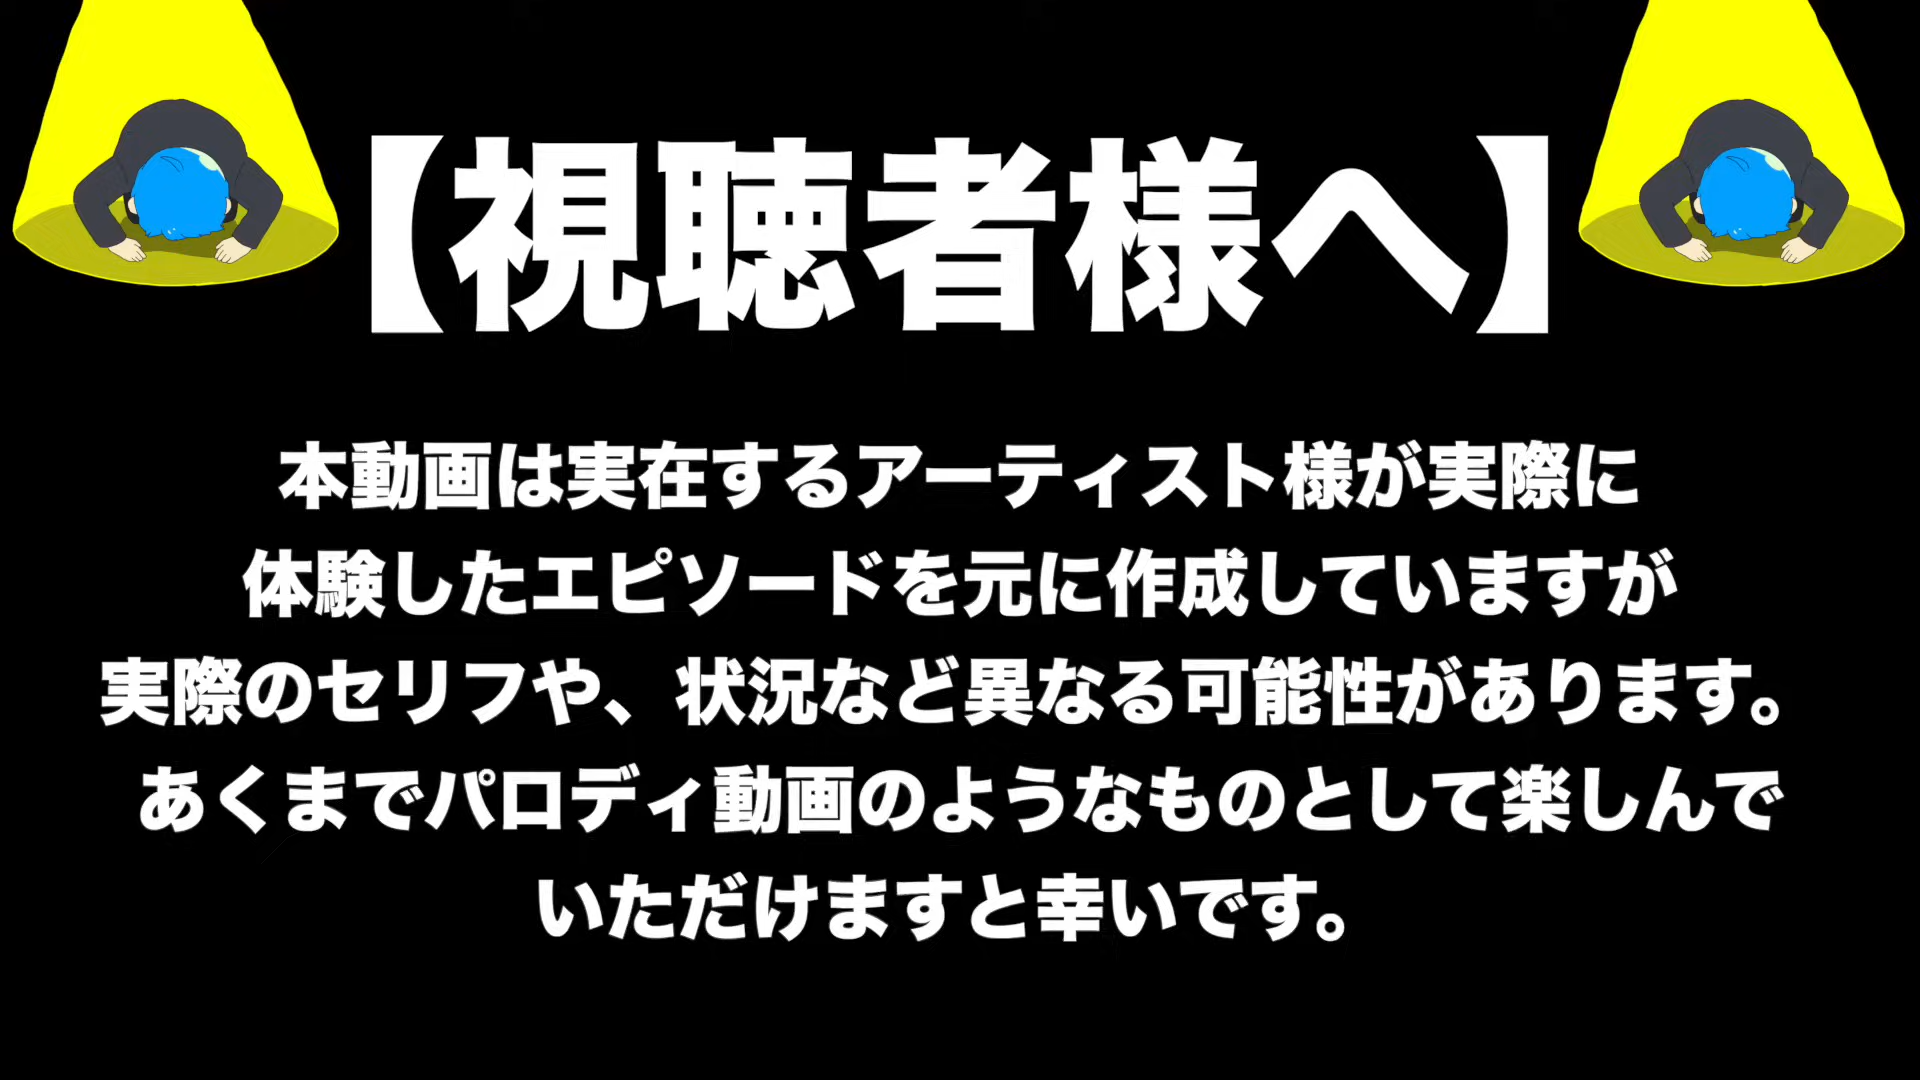 【視聴者様へ】
本動画は実在するアーティスト様が実際に
体験したエピソードを元に作成していますが
実際のセリフや、状況など異なる可能性があります。
あくまでパロディ動画のようなものとして楽しんで
いただけますと幸いです。